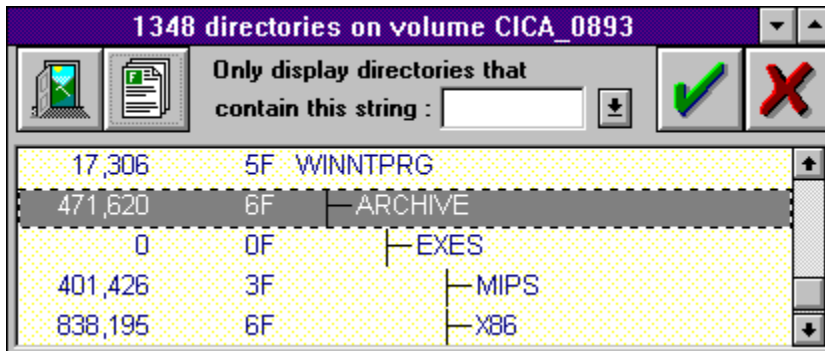 1348 directories on volume CICA_0893
Only display directories that
contain this string :
17,306 5F WINNTPRG
471,620 6F ARCHIVE
0 0F EXES
401,426 3F MIPS
838,195 6F X86